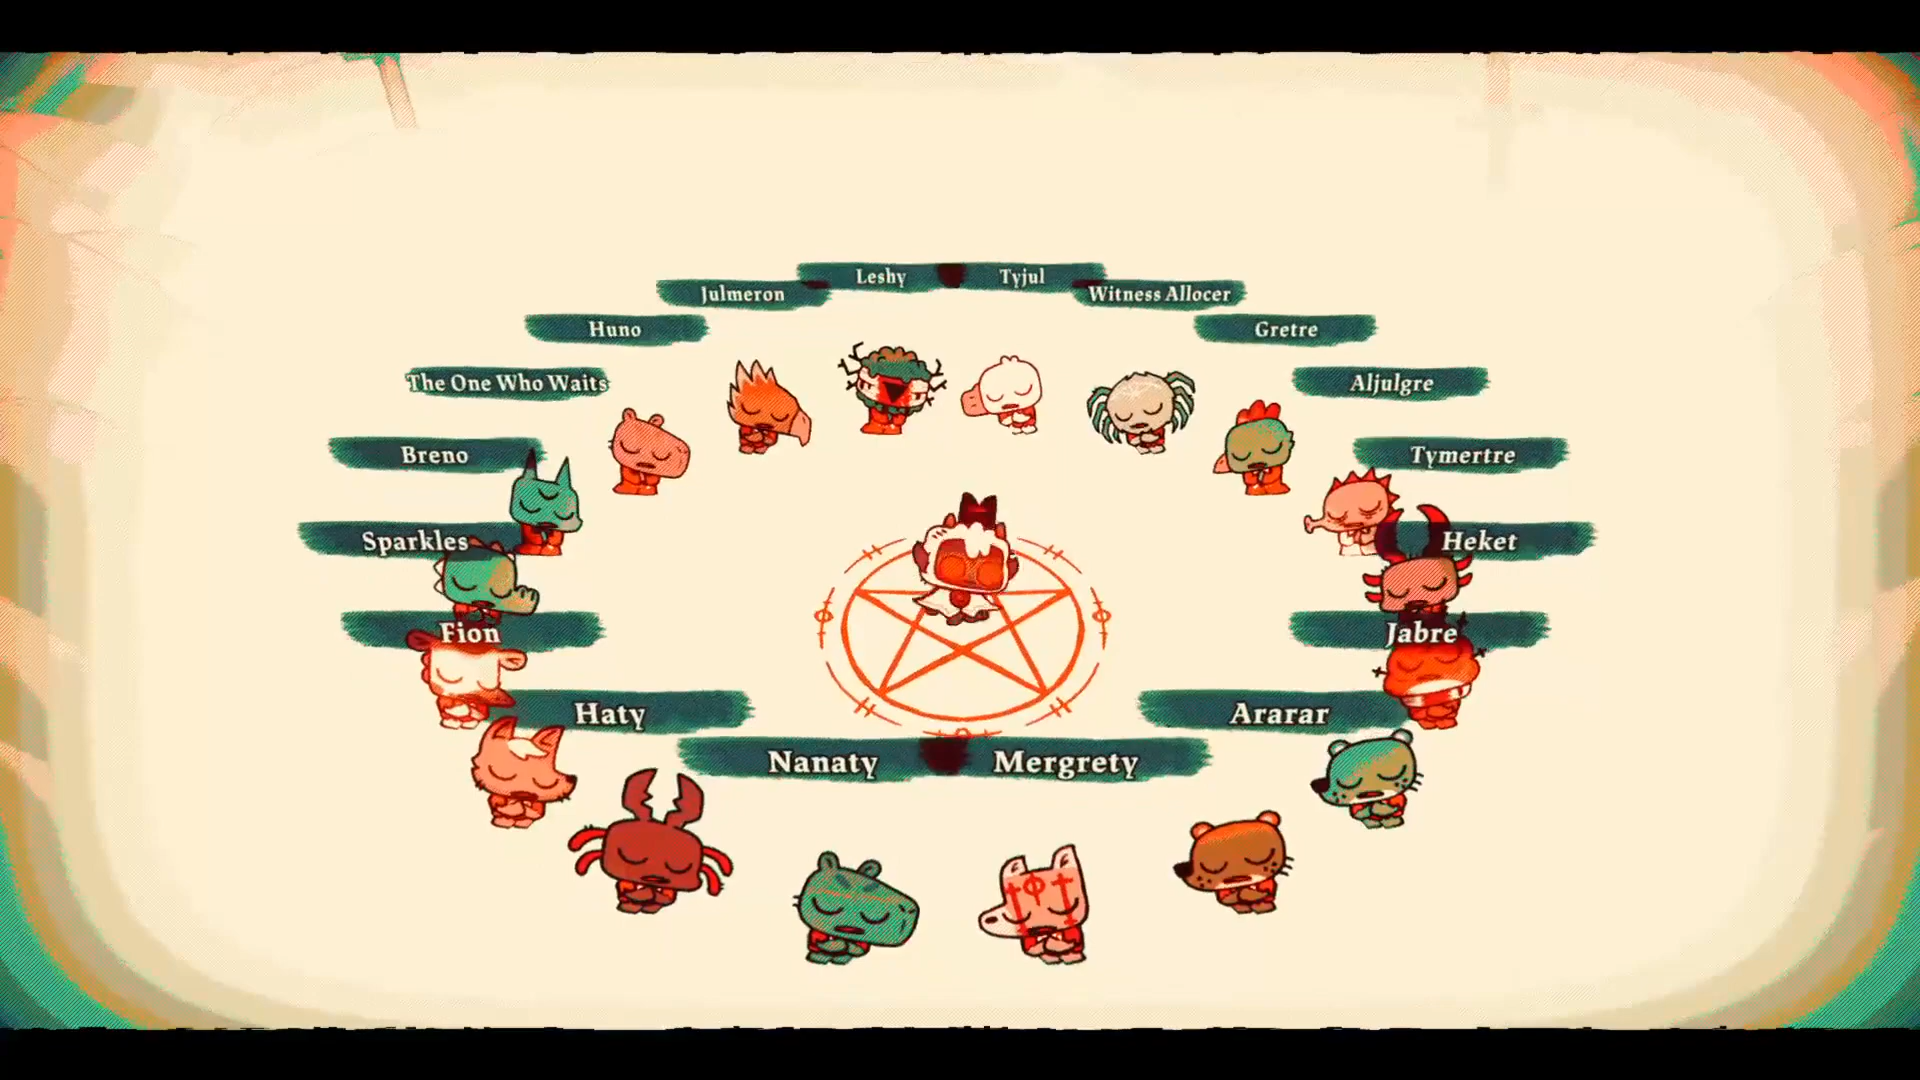 Leshy
Tyjul
Julmeron
Witness Allocer
Huno
Gretre
The One Who Waits
Aljulgre
Breno
Tymertre
Sparkles
Heket
Fion
Jabre
Haty
Ararar
Nanaty
Mergrety